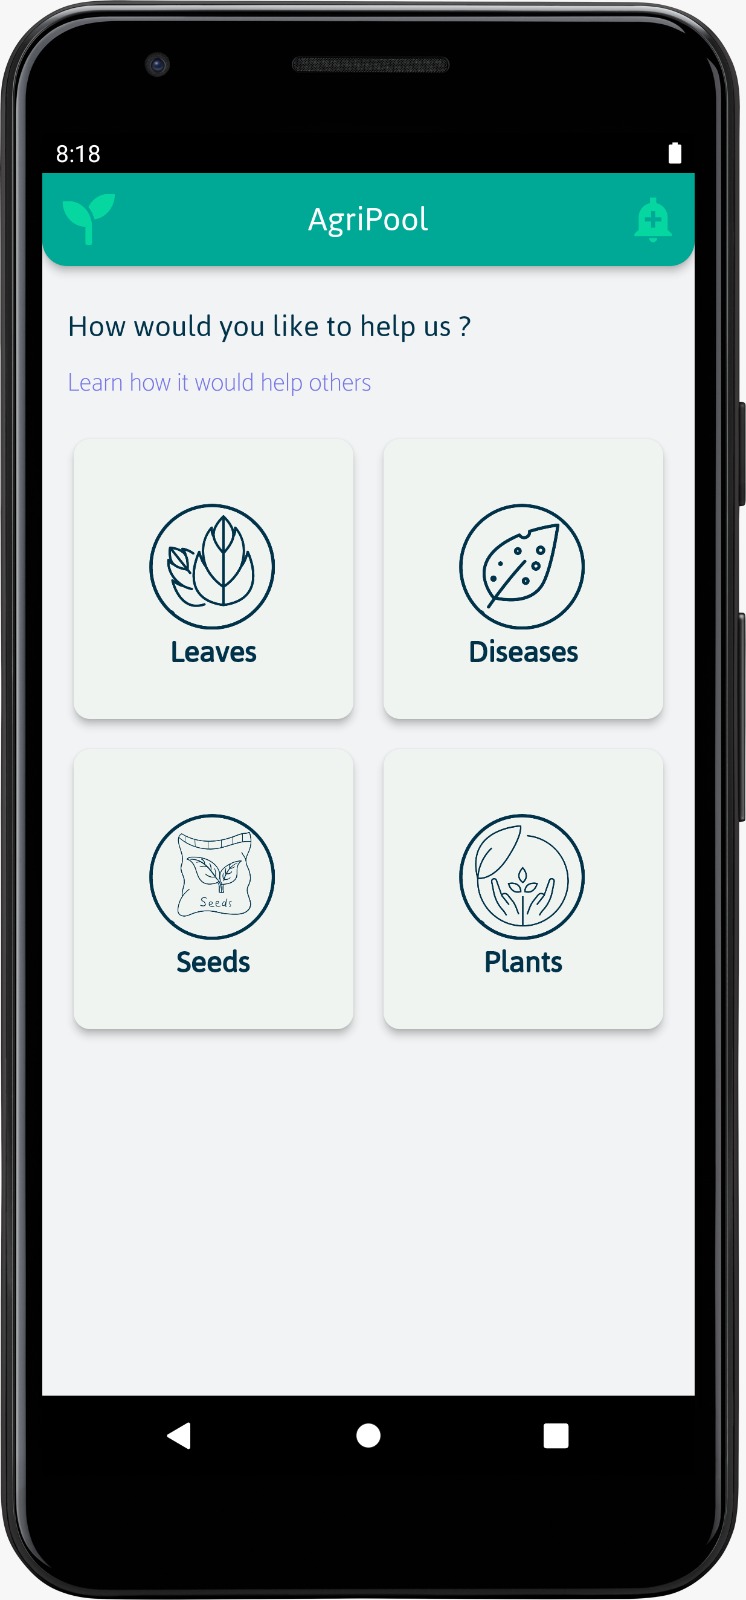 8:18
AgriPool
How would you like to help us ?
Learn how it would help others
Leaves
Diseases
Seeds
Seeds
Plants